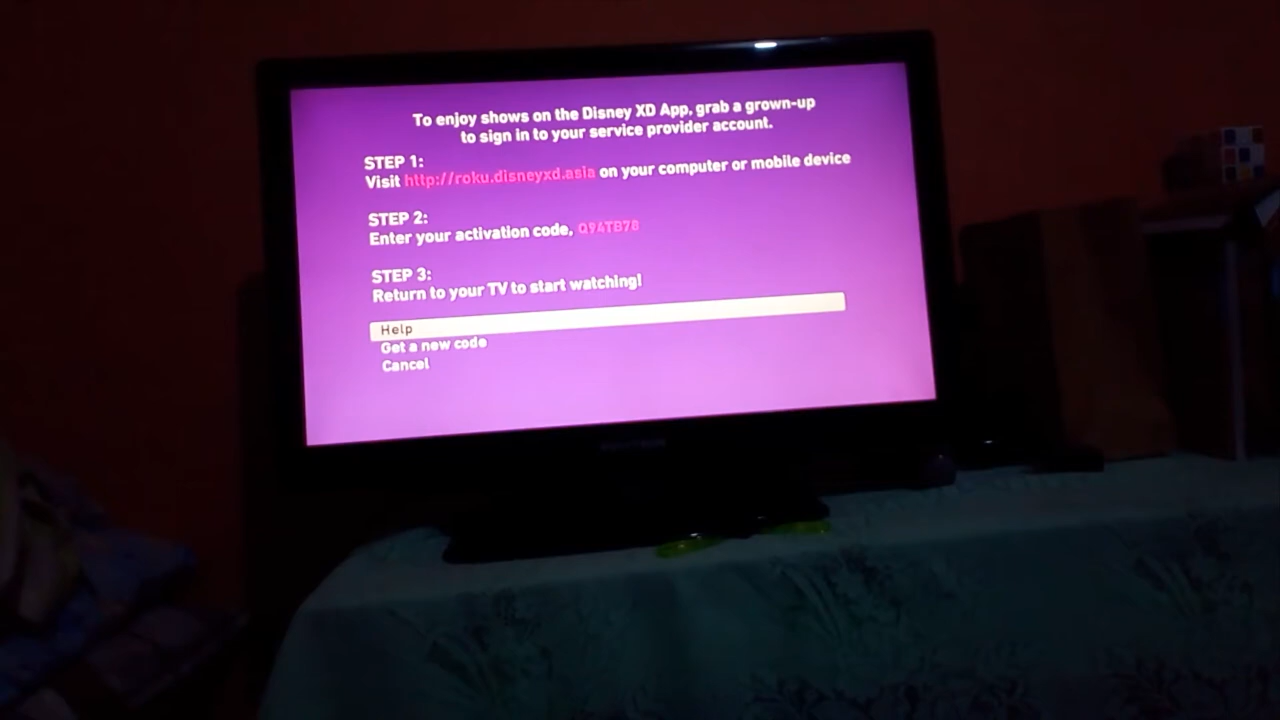 To enjoy shows on the Disney XD App, grab a grown-up
to sign in to your service provider account.
STEP 1:
Visit http://roku.disneyxd.asia on your computer or mobile device
STEP 2:
Enter your activation code, Q9ATB78
STEP 3:
Return to your TV to start watching!
Help
Get a new code
Cancel